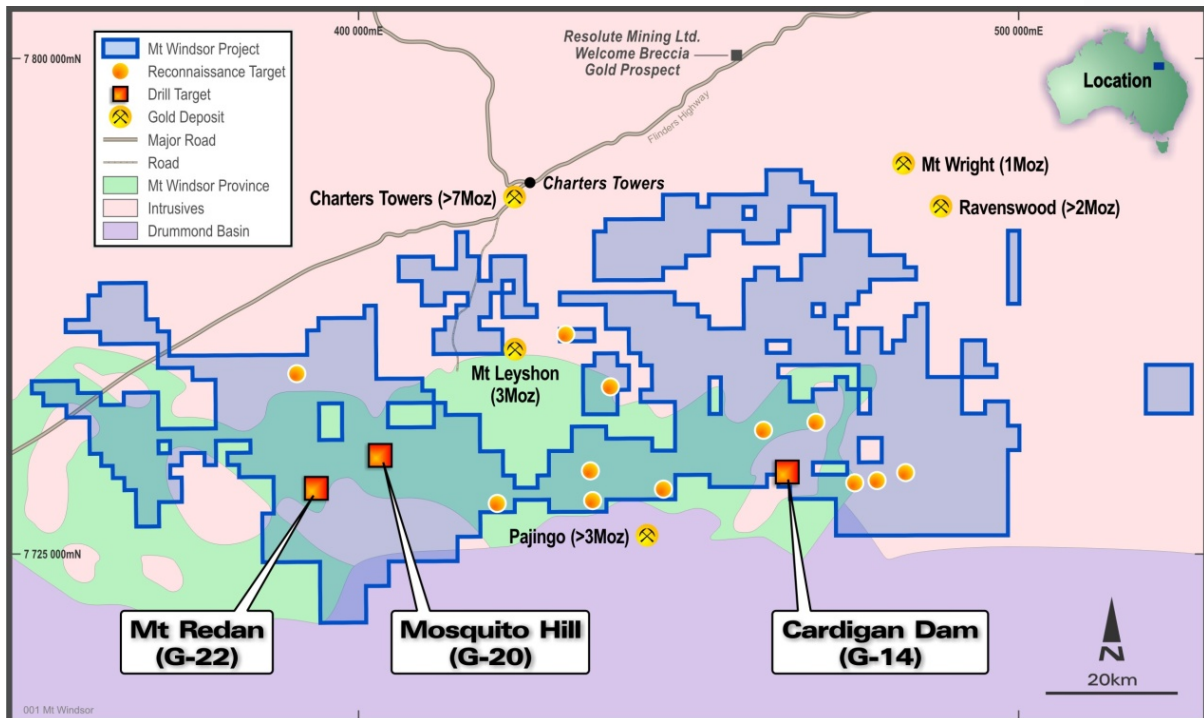 400 000mE
500 000mE
7 800 000mN
Mt Windsor Project
Reconnaissance Target
Drill Target
Gold Deposit
Major Road
Road
Mt Windsor Province
Intrusives
Drummond Basin
Resolute Mining Ltd.
Welcome Breccia
Gold Prospect
Flinders Highway
Location
Mt Wright (1Moz)
Charters Towers
Charters Towers (>7Moz)
Ravenswood (>2Moz)
Mt Leyshon
(3Moz)
Pajingo (>3Moz)
7 725 000mN
Mt Redan
(G-22)
Mosquito Hill
(G-20)
Cardigan Dam
(G-14)
N
20km
001 Mt Windsor